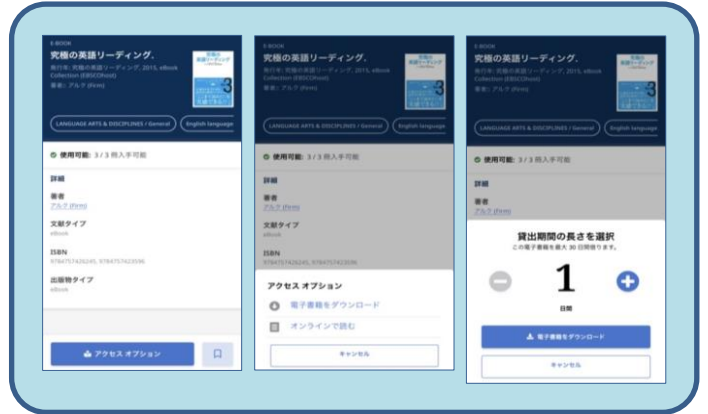 E-BOOK
究極の英語リーディング.
発行年: 究極の英語リーディング, 2015, eBook
Collection (EBSCOhost)
著者: アルク (Firm)
LANGUAGE ARTS & DISCIPLINES / General
English language
使用可能: 3 / 3 冊入手可能
詳細
著者
アルク (Firm)
文献タイプ
eBook
ISBN
9784757426245, 9784757423596
出版物タイプ
eBook
アクセス オプション
E-BOOK
究極の英語リーディング.
発行年: 究極の英語リーディング, 2015, eBook
Collection (EBSCOhost)
著者: アルク (Firm)
LANGUAGE ARTS & DISCIPLINES / General
English language
使用可能: 3 / 3 冊入手可能
詳細
著者
アルク (Firm)
文献タイプ
eBook
ISBN
9784757426245, 9784757423596
アクセス オプション
電子書籍をダウンロード
オンラインで読む
キャンセル
E-BOOK
究極の英語リーディング.
発行年: 究極の英語リーディング, 2015, eBook
Collection (EBSCOhost)
著者: アルク (Firm)
LANGUAGE ARTS & DISCIPLINES / General
English language
使用可能: 3 / 3 冊入手可能
詳細
著者
アルク (Firm)
貸出期間の長さを選択
この電子書籍を最大 30 日間借ります。
1
日間
電子書籍をダウンロード
キャンセル